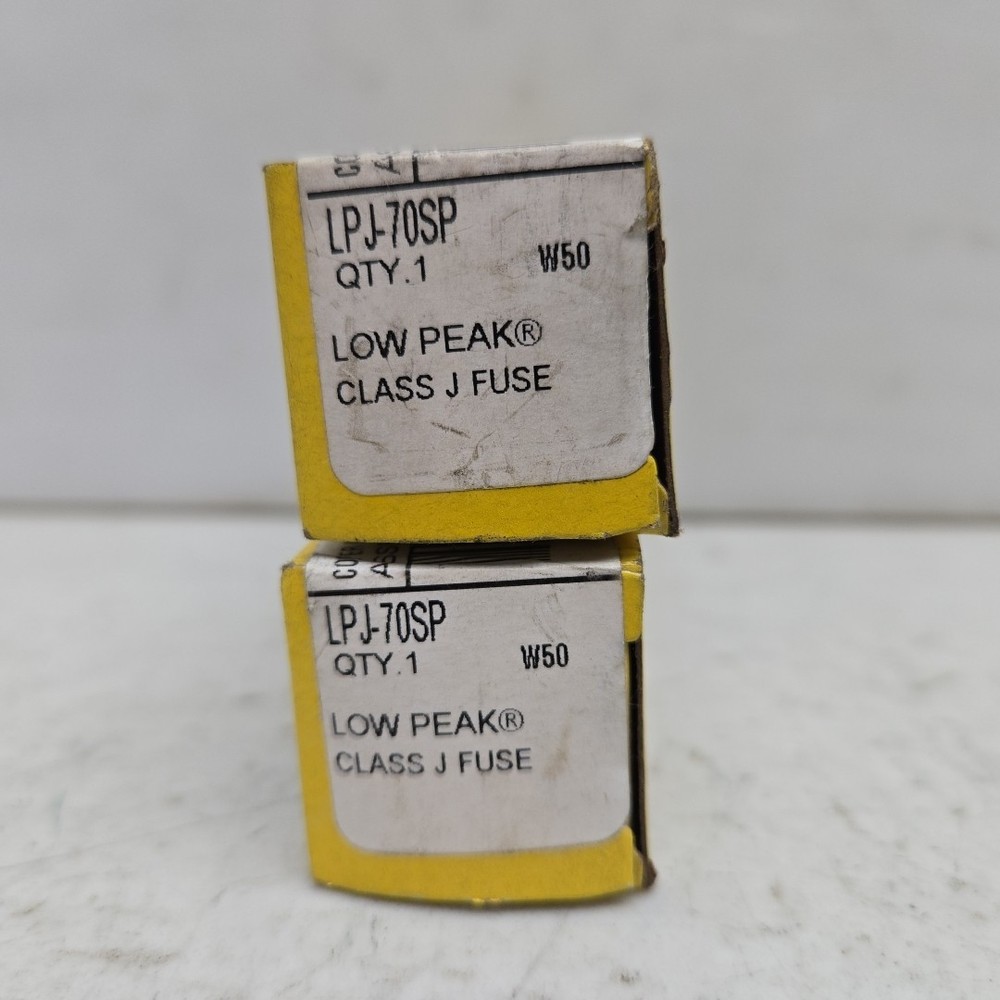 LPJ-70SP
QTY.1 W50
LOW PEAK®
CLASS J FUSE
LPJ-70SP
QTY.1 W50
LOW PEAK®
CLASS J FUSE